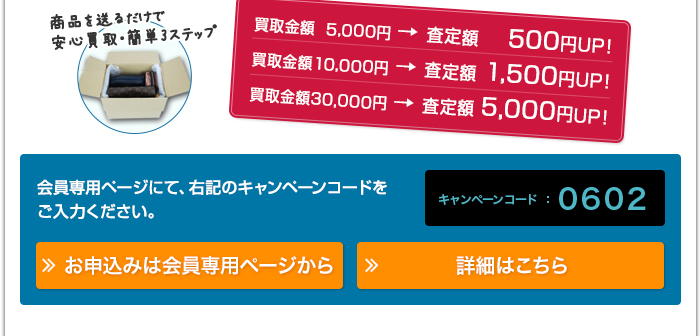 商品を送るだけで
安心買取・簡単3ステップ
買取金額 5,000円 → 査定額 500円UP!
買取金額10,000円 → 査定額 1,500円UP!
買取金額30,000円 → 査定額 5,000円UP!
会員専用ページにて、右記のキャンペーンコードを
ご入力ください。
キャンペーンコード : 0602
» お申込みは会員専用ページから
» 詳細はこちら